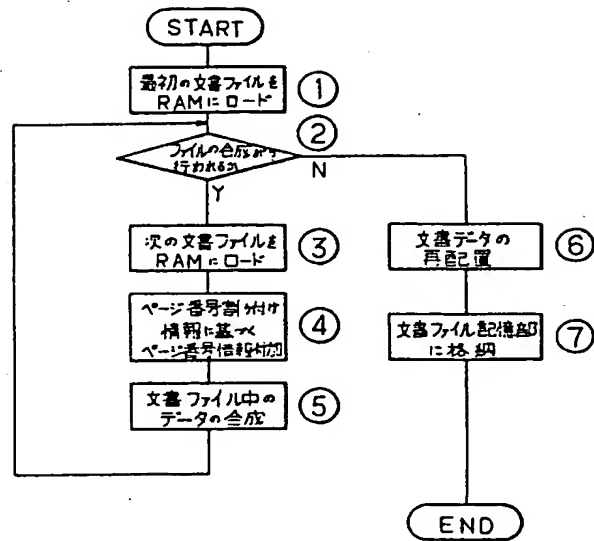 START
最初の文書ファイルを
RAMにロード
①
②
ファイルの合成が
行われるか
N
Y
次の文書ファイルを
RAMにロード
③
ページ番号割り付け
情報に基づく
ページ番号情報付加
④
文書ファイル中の
データの合成
⑤
文書データの
再配置
⑥
文書ファイル記憶部
に格納
⑦
END